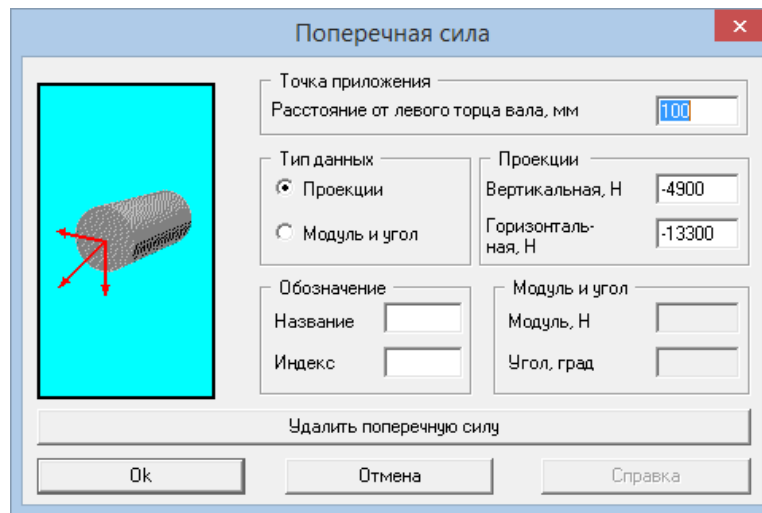 Поперечная сила
Точка приложения
Расстояние от левого торца вала, мм 100
Тип данных
Проекции
Модуль и угол
Проекции
Вертикальная, Н -4900
Горизонталь-
ная, Н -13300
Обозначение
Название
Индекс
Модуль и угол
Модуль, Н
Угол, град
Удалить поперечную силу
Ok Отмена Справка